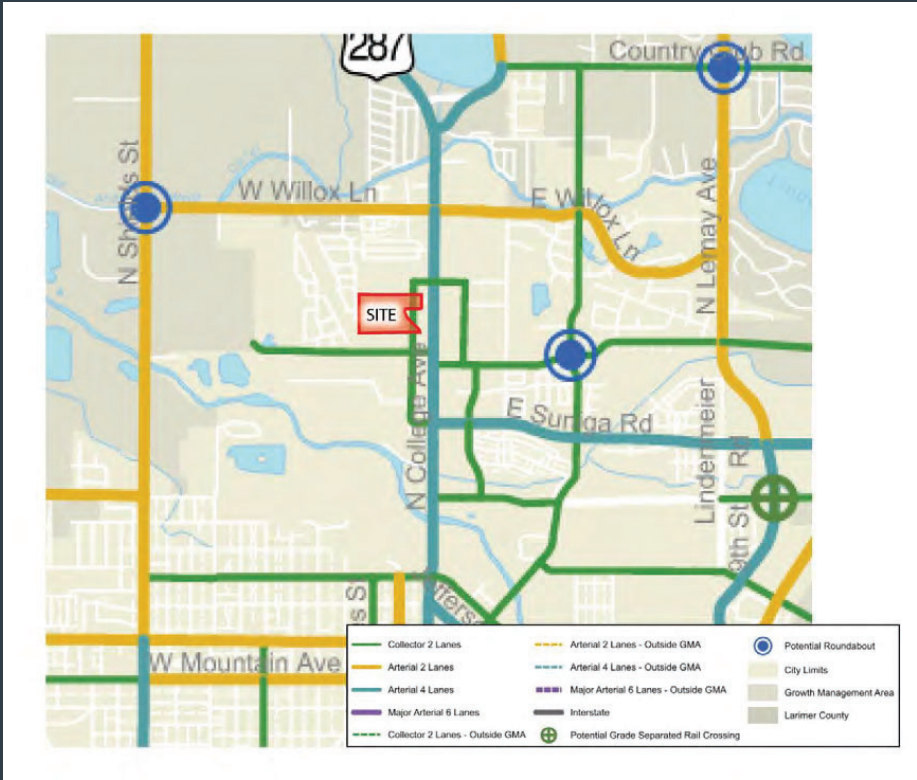 287
Country Club Rd
N Shields St
W Willox Ln
E Willox Ln
N Lemay Ave
SITE
N College Ave
E Suniga Rd
Lindenmeier Rd
9th St
W Mountain Ave
Collector 2 Lanes
Arterial 2 Lanes
Arterial 4 Lanes
Major Arterial 6 Lanes
Collector 2 Lanes - Outside GMA
Arterial 2 Lanes - Outside GMA
Arterial 4 Lanes - Outside GMA
Major Arterial 6 Lanes - Outside GMA
Interstate
Potential Grade Separated Rail Crossing
Potential Roundabout
City Limits
Growth Management Area
Larimer County